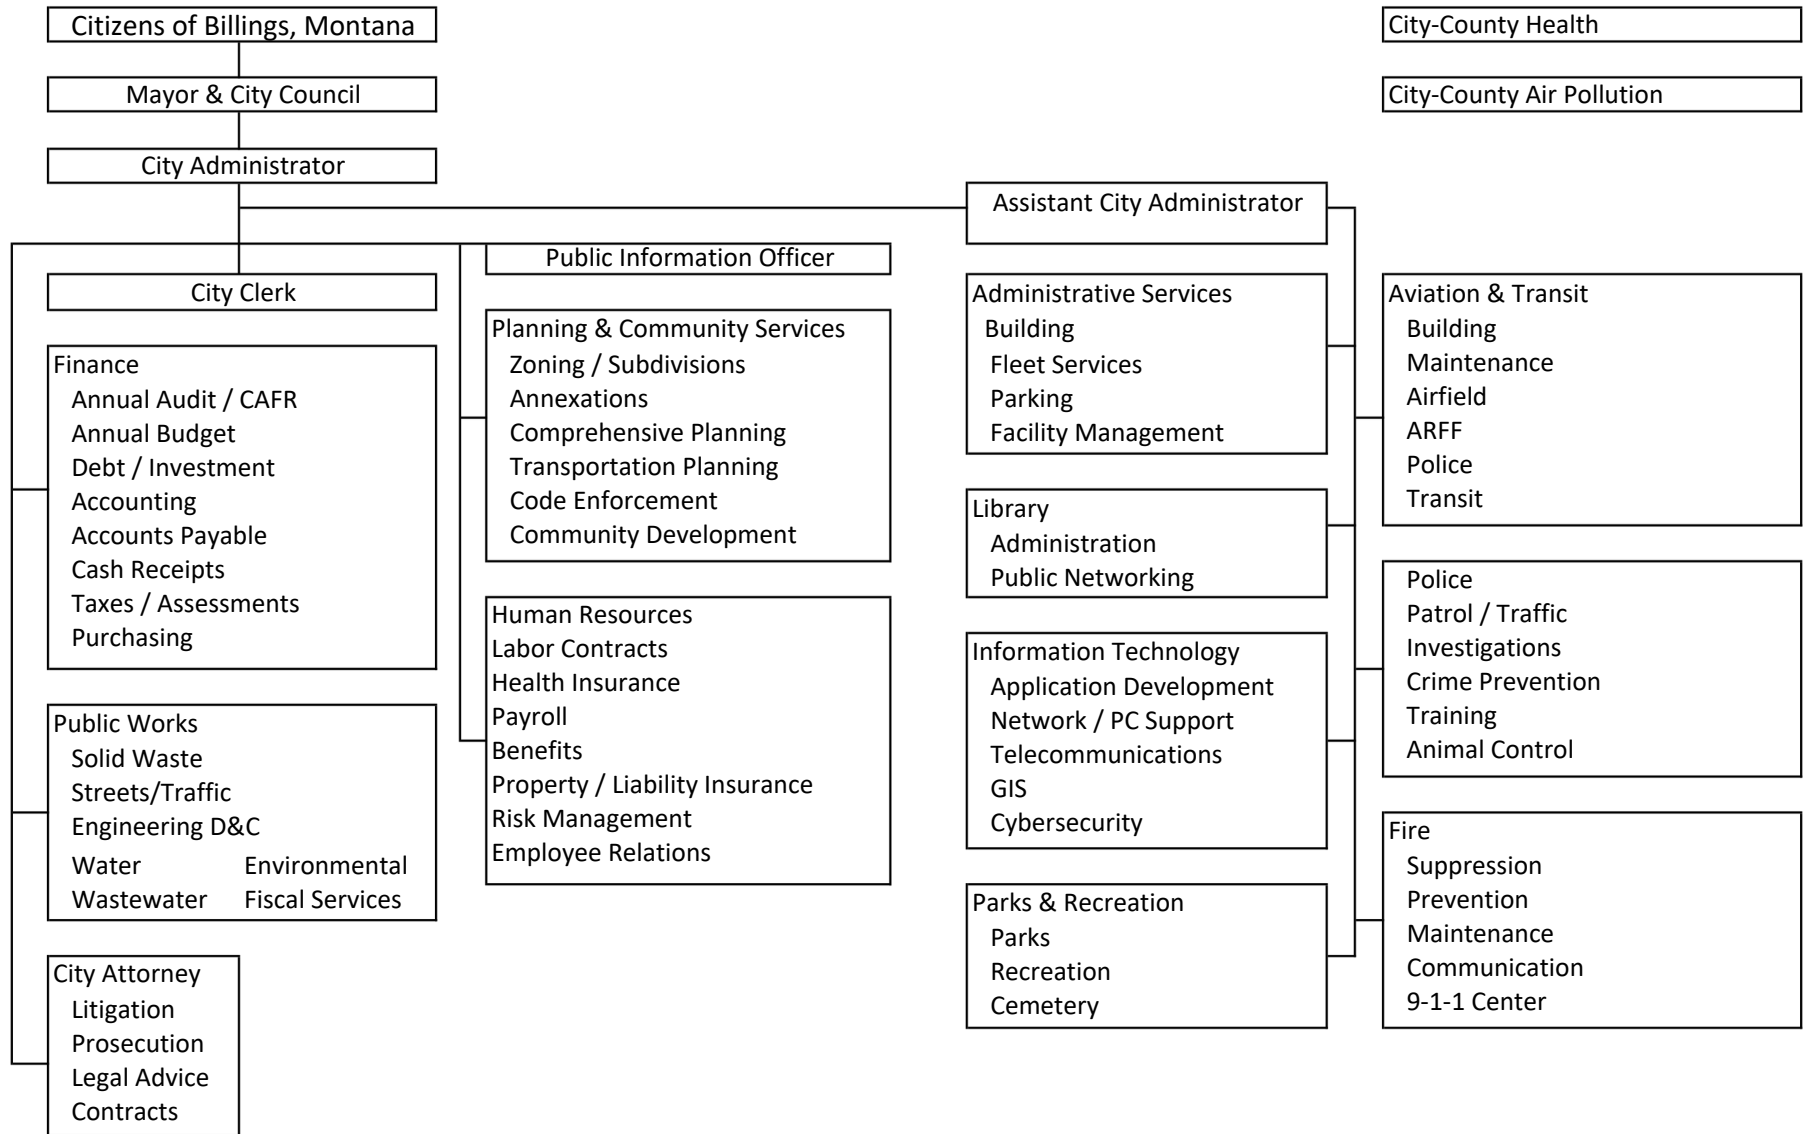 Citizens of Billings, Montana
Mayor & City Council
City Administrator
City-County Health
City-County Air Pollution
Assistant City Administrator
Public Information Officer
City Clerk
Finance
Annual Audit / CAFR
Annual Budget
Debt / Investment
Accounting
Accounts Payable
Cash Receipts
Taxes / Assessments
Purchasing
Public Works
Solid Waste
Streets/Traffic
Engineering D&C
Water Environmental
Wastewater Fiscal Services
City Attorney
Litigation
Prosecution
Legal Advice
Contracts
Planning & Community Services
Zoning / Subdivisions
Annexations
Comprehensive Planning
Transportation Planning
Code Enforcement
Community Development
Human Resources
Labor Contracts
Health Insurance
Payroll
Benefits
Property / Liability Insurance
Risk Management
Employee Relations
Administrative Services
Building
Fleet Services
Parking
Facility Management
Library
Administration
Public Networking
Information Technology
Application Development
Network / PC Support
Telecommunications
GIS
Cybersecurity
Parks & Recreation
Parks
Recreation
Cemetery
Aviation & Transit
Building
Maintenance
Airfield
ARFF
Police
Transit
Police
Patrol / Traffic
Investigations
Crime Prevention
Training
Animal Control
Fire
Suppression
Prevention
Maintenance
Communication
9-1-1 Center